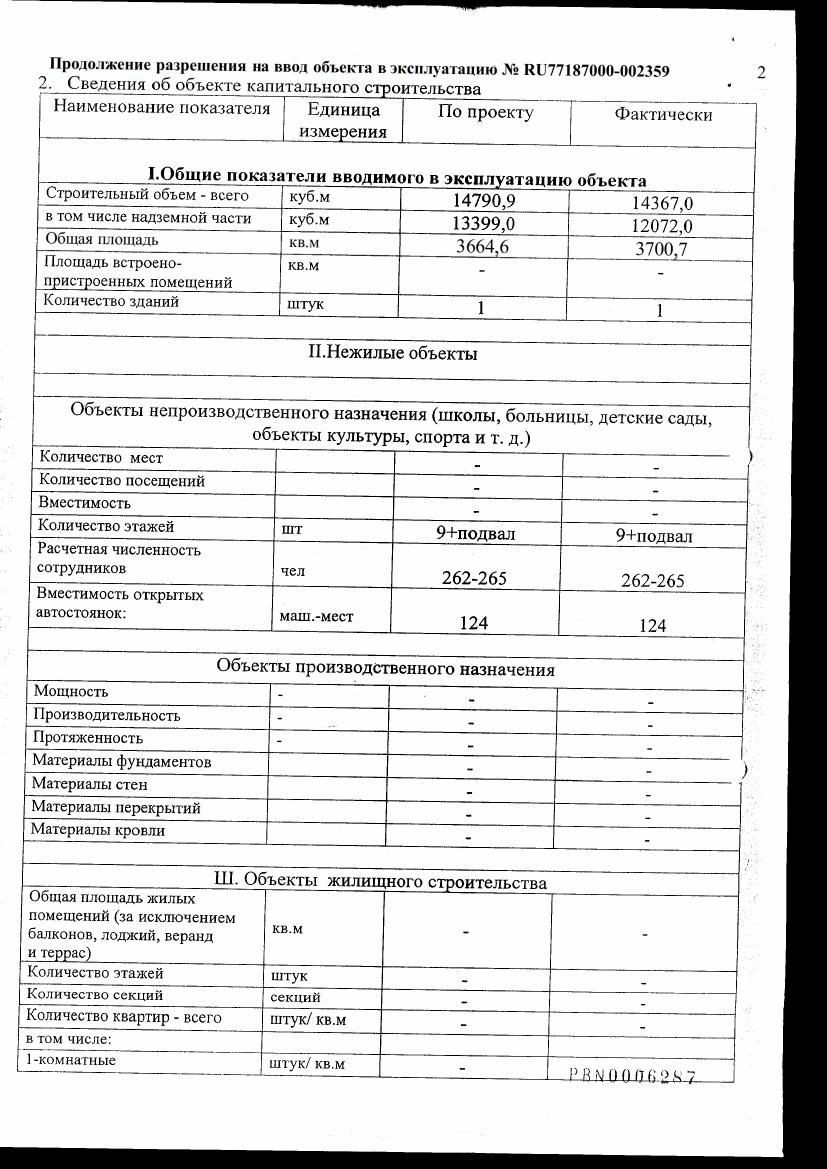 Продолжение разрешения на ввод объекта в эксплуатацию № RU77187000-002359 2
2. Сведения об объекте капитального строительства
Наименование показателя Единица По проекту Фактически
измерения
I.Общие показатели вводимого в эксплуатацию объекта
Строительный объем - всего куб.м 14790,9 14367,0
в том числе надземной части куб.м 13399,0 12072,0
Общая площадь кв.м 3664,6 3700,7
Площадь встроено- кв.м - -
пристроенных помещений
Количество зданий штук 1 1
II.Нежилые объекты
Объекты непроизводственного назначения (школы, больницы, детские сады,
объекты культуры, спорта и т. д.)
Количество мест - -
Количество посещений - -
Вместимость - -
Количество этажей шт 9+подвал 9+подвал
Расчетная численность
сотрудников чел 262-265 262-265
Вместимость открытых
автостоянок: маш.-мест 124 124
Объекты производственного назначения
Мощность - - -
Производительность - - -
Протяженность - - -
Материалы фундаментов - -
Материалы стен - -
Материалы перекрытий - -
Материалы кровли - -
Ш. Объекты жилищного строительства
Общая площадь жилых
помещений (за исключением
балконов, лоджий, веранд кв.м - -
и террас)
Количество этажей штук - -
Количество секций секций - -
Количество квартир - всего штук/ кв.м - -
в том числе:
1-комнатные штук/ кв.м -
PBN0006287